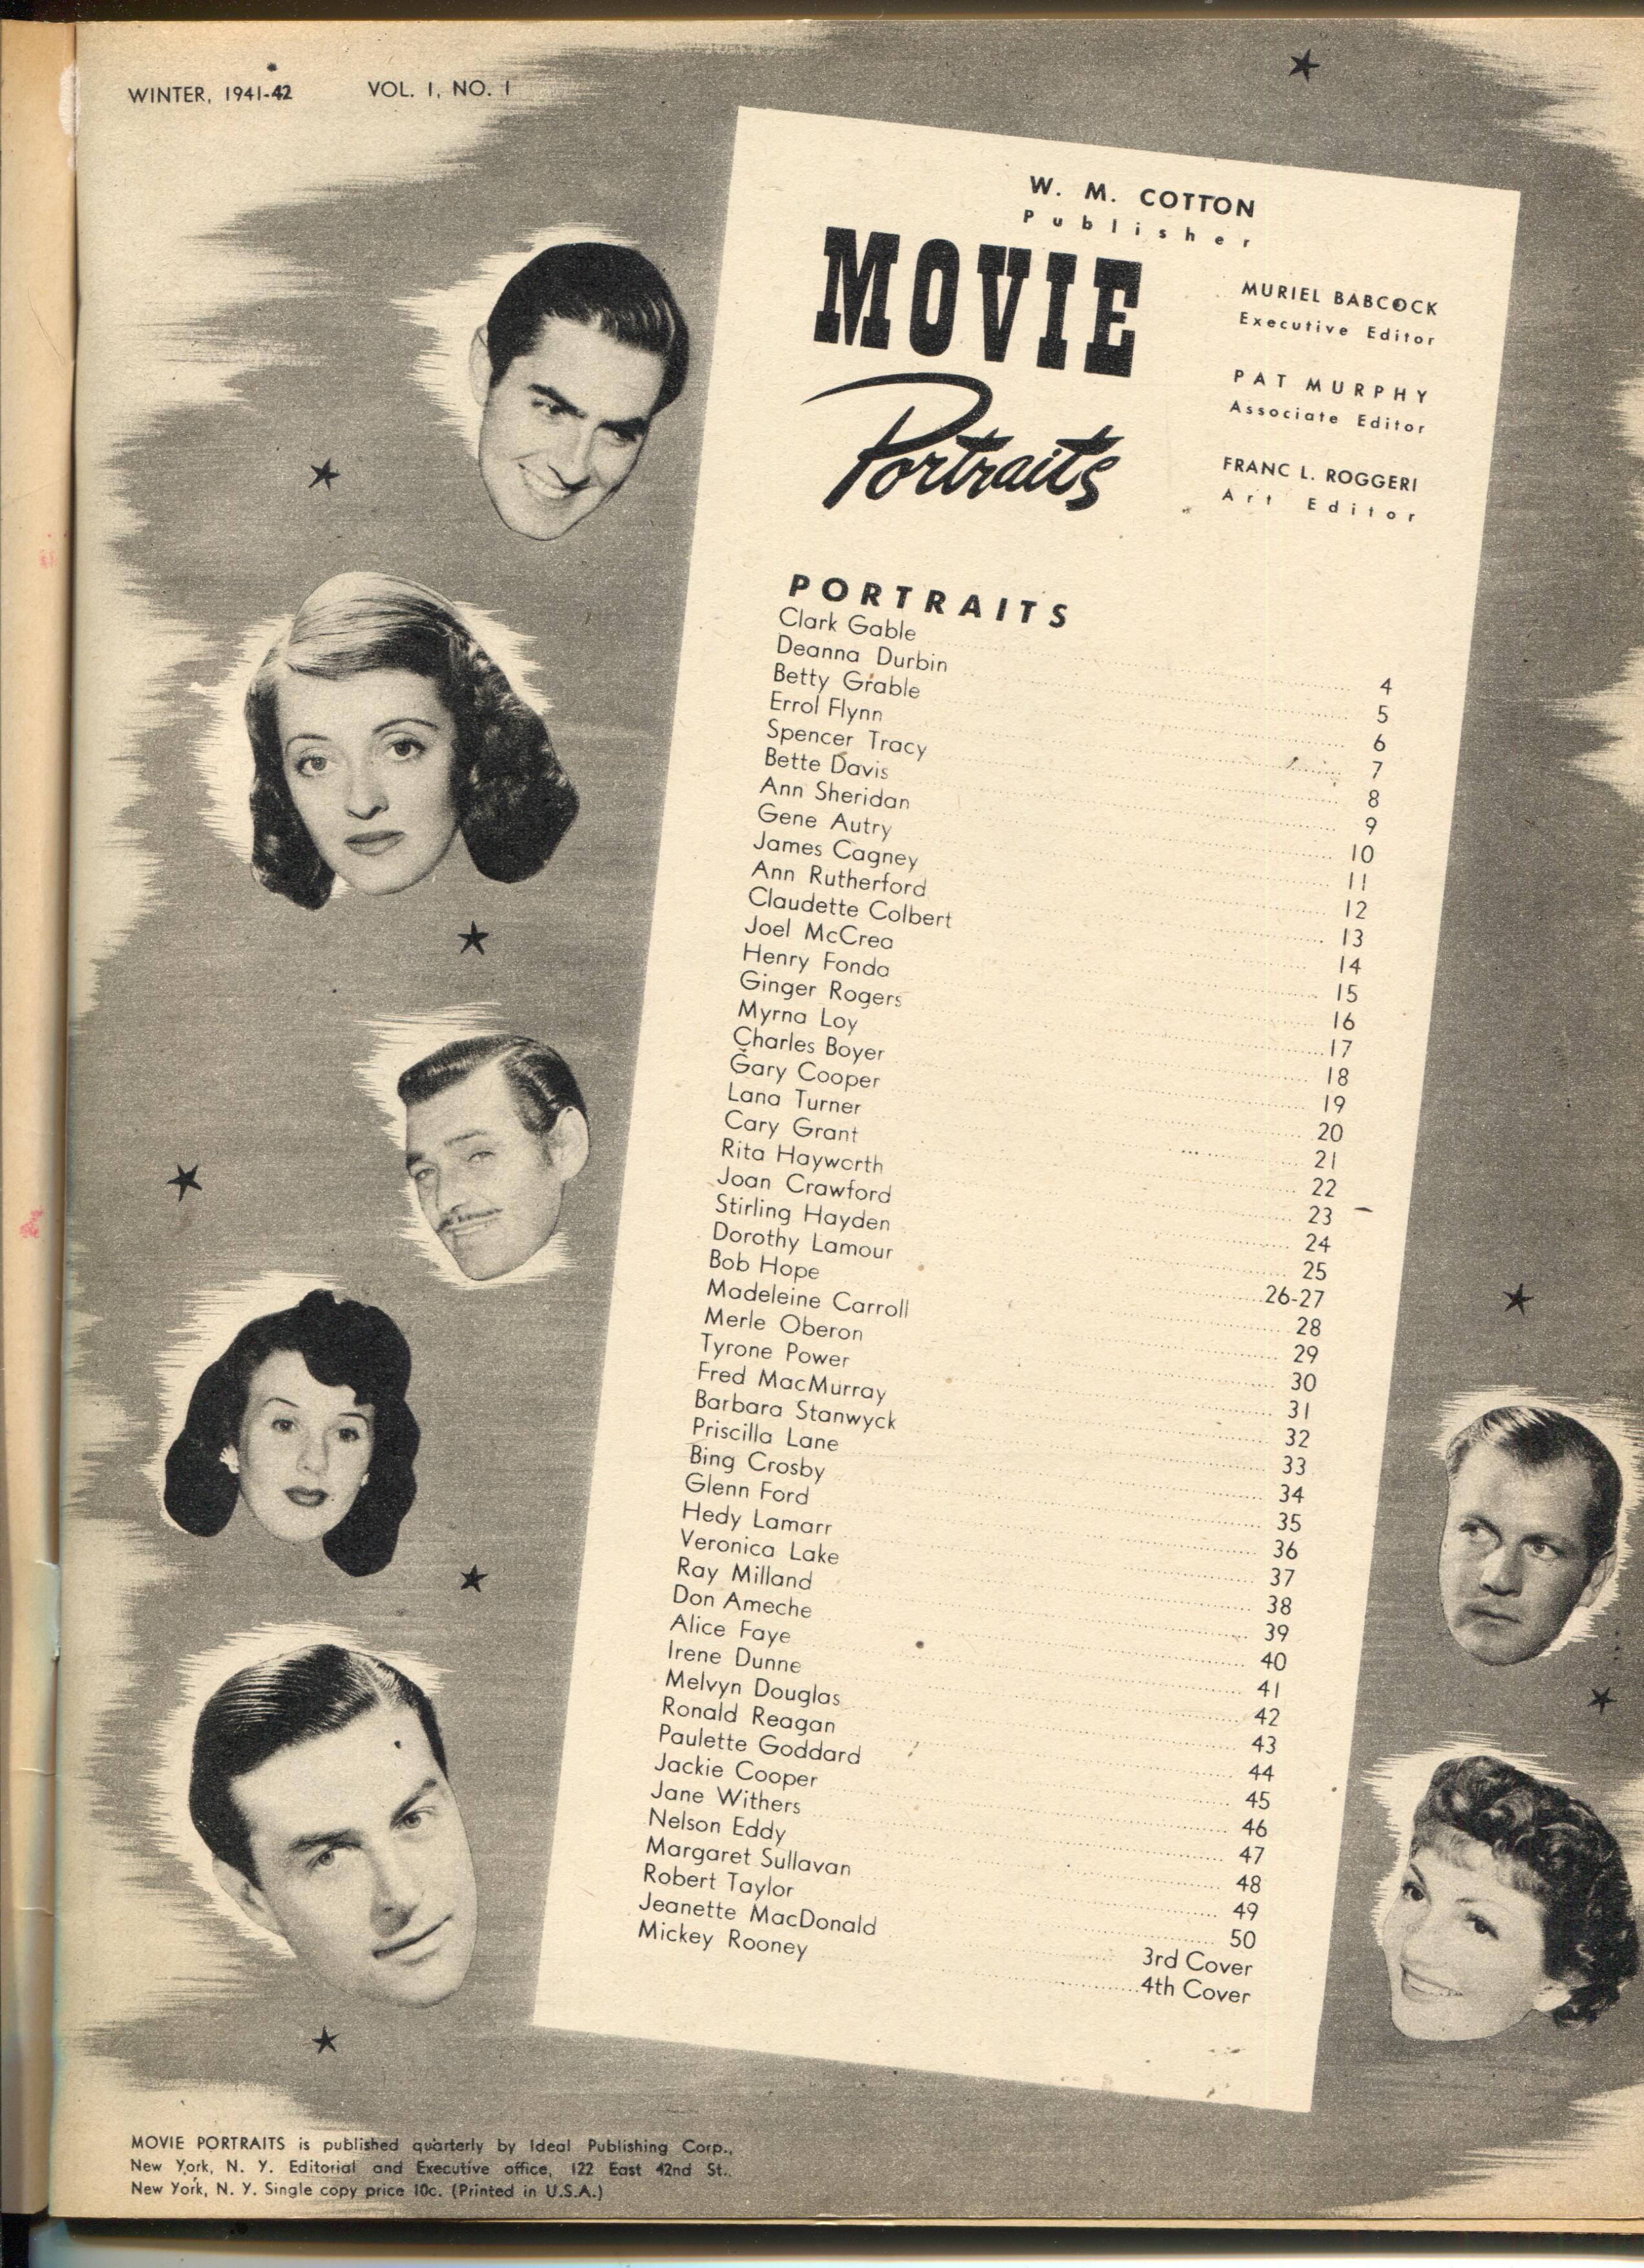 WINTER, 1941-42 VOL. 1, NO. 1
W. M. COTTON
Publisher
MOVIE
Portraits
MURIEL BABCOCK
Executive Editor
PAT MURPHY
Associate Editor
FRANC L. ROGGERI
Art Editor
PORTRAITS
Clark Gable 4
Deanna Durbin 5
Betty Grable 6
Errol Flynn 7
Spencer Tracy 8
Bette Davis 9
Ann Sheridan 10
Gene Autry 11
James Cagney 12
Ann Rutherford 13
Claudette Colbert 14
Joel McCrea 15
Henry Fonda 16
Ginger Rogers 17
Myrna Loy 18
Charles Boyer 19
Gary Cooper 20
Lana Turner 21
Cary Grant 22
Rita Hayworth 23
Joan Crawford 24
Stirling Hayden 25
Dorothy Lamour 26-27
Bob Hope 28
Madeleine Carroll 29
Merle Oberon 30
Tyrone Power 31
Fred MacMurray 32
Barbara Stanwyck 33
Priscilla Lane 34
Bing Crosby 35
Glenn Ford 36
Hedy Lamarr 37
Veronica Lake 38
Ray Milland 39
Don Ameche 40
Alice Faye 41
Irene Dunne 42
Melvyn Douglas 43
Ronald Reagan 44
Paulette Goddard 45
Jackie Cooper 46
Jane Withers 47
Nelson Eddy 48
Margaret Sullavan 49
Robert Taylor 50
Jeanette MacDonald 3rd Cover
Mickey Rooney 4th Cover
MOVIE PORTRAITS is published quarterly by Ideal Publishing Corp.,
New York, N. Y. Editorial and Executive office, 122 East 42nd St.,
New York, N. Y. Single copy price 10c. (Printed in U.S.A.)